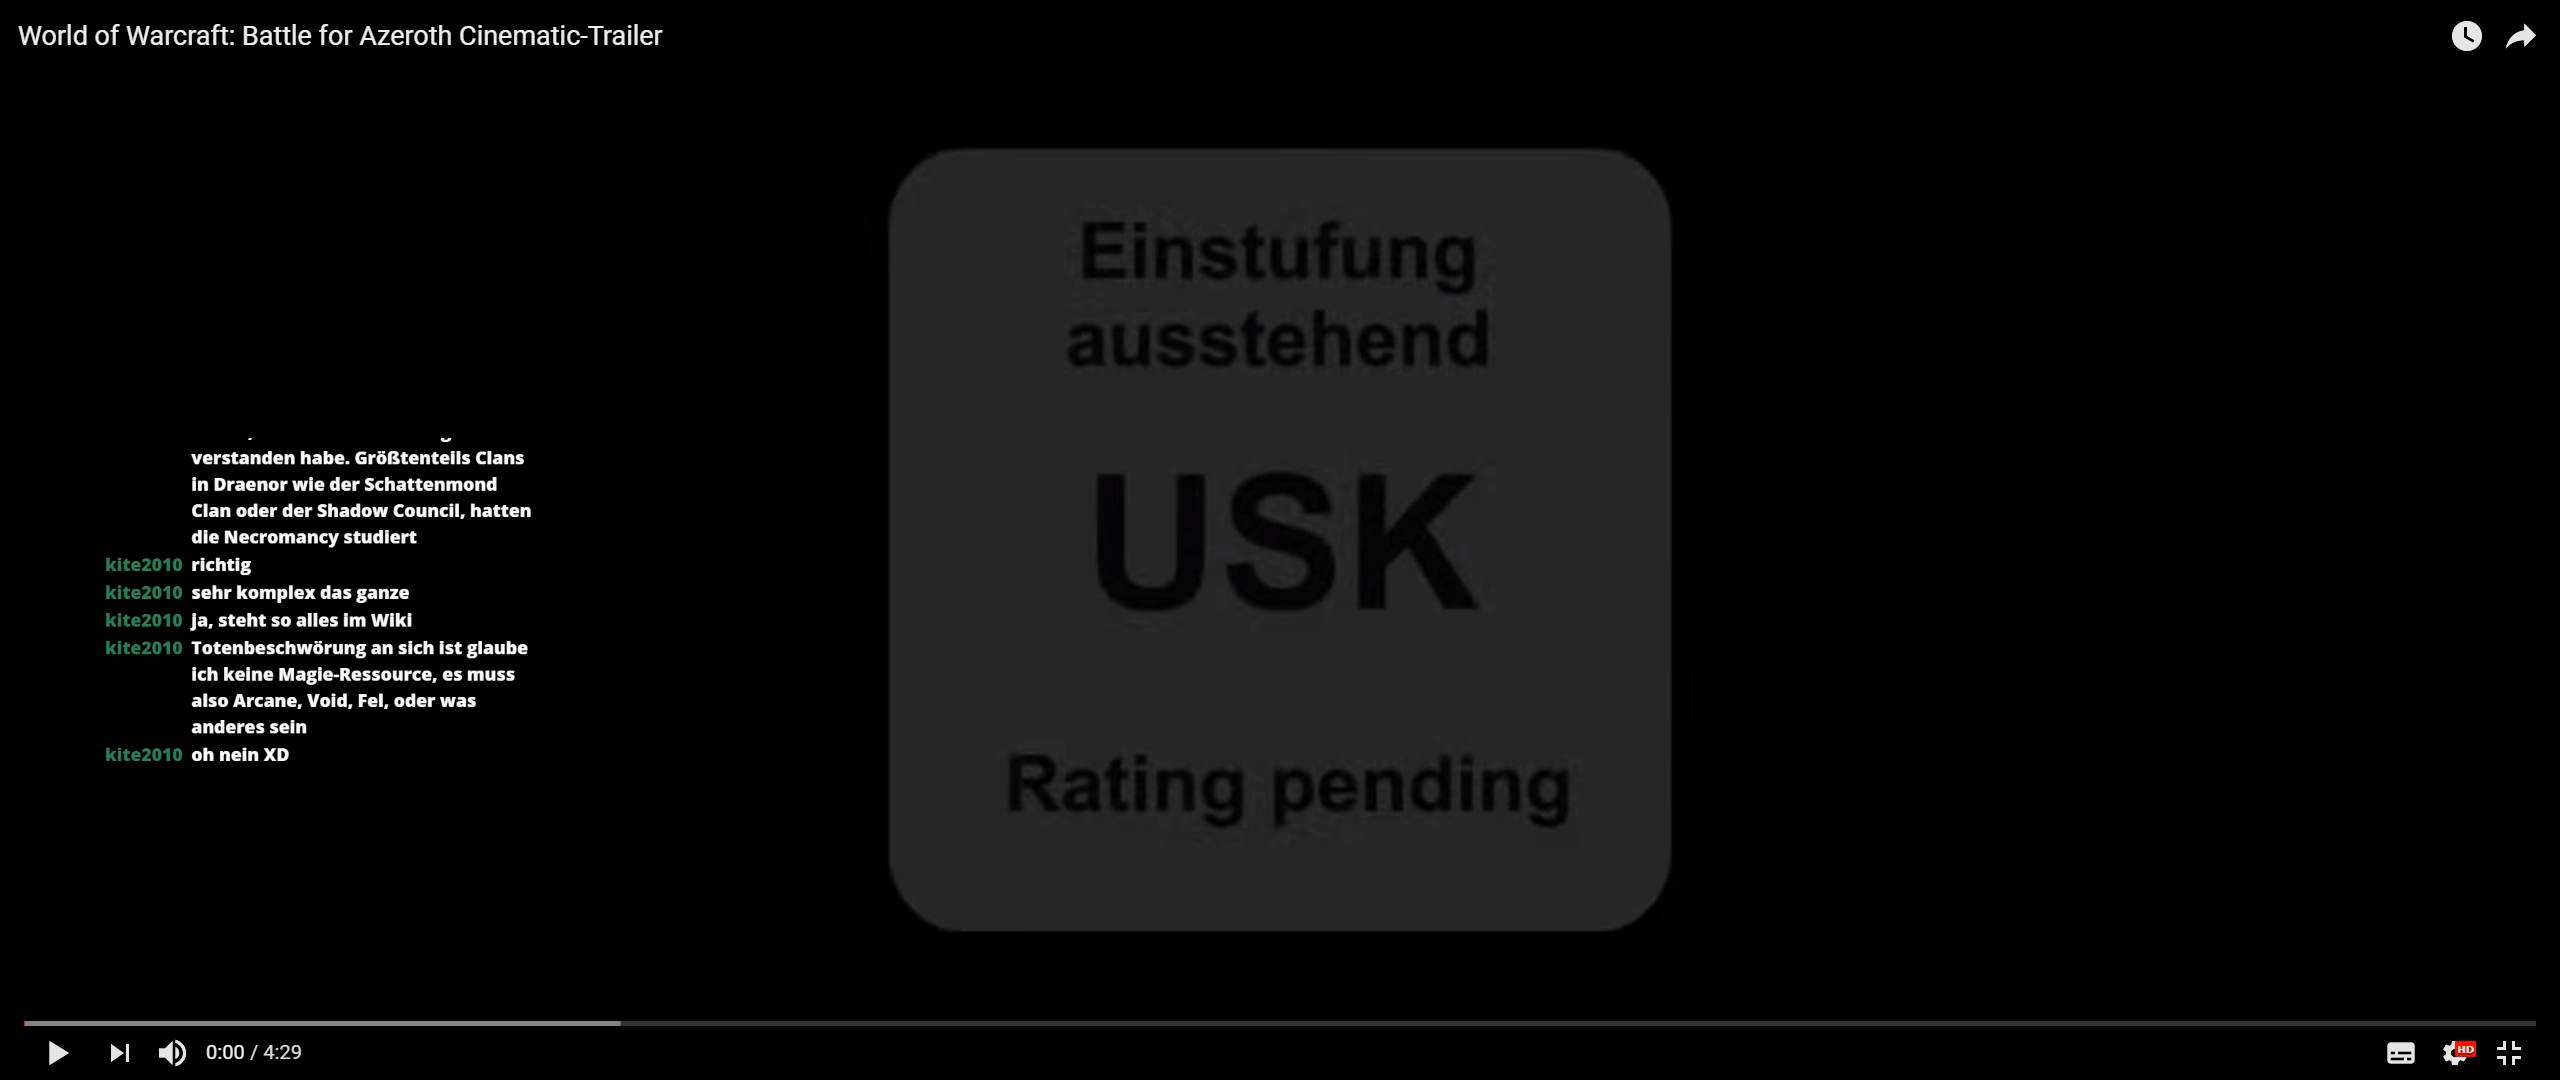 World of Warcraft: Battle for Azeroth Cinematic-Trailer
Einstufung
ausstehend
USK
Rating pending
verstanden habe. Größtenteils Clans
in Draenor wie der Schattenmond
Clan oder der Shadow Council, hatten
die Necromancy studiert
kite2010 richtig
kite2010 sehr komplex das ganze
kite2010 ja, steht so alles im Wiki
kite2010 Totenbeschwörung an sich ist glaube
ich keine Magie-Ressource, es muss
also Arcane, Void, Fel, oder was
anderes sein
kite2010 oh nein XD
0:00 / 4:29
HD